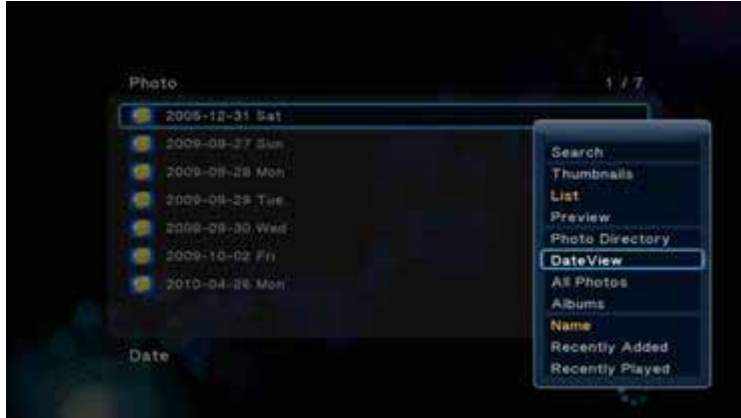 Photo 1 / 7
2005-12-31 Sat
2009-09-27 Sun
2009-09-28 Mon
2009-09-29 Tue
2009-09-30 Wed
2009-10-02 Fri
2010-04-26 Mon
Date
Search
Thumbnails
List
Preview
Photo Directory
DateView
All Photos
Albums
Name
Recently Added
Recently Played